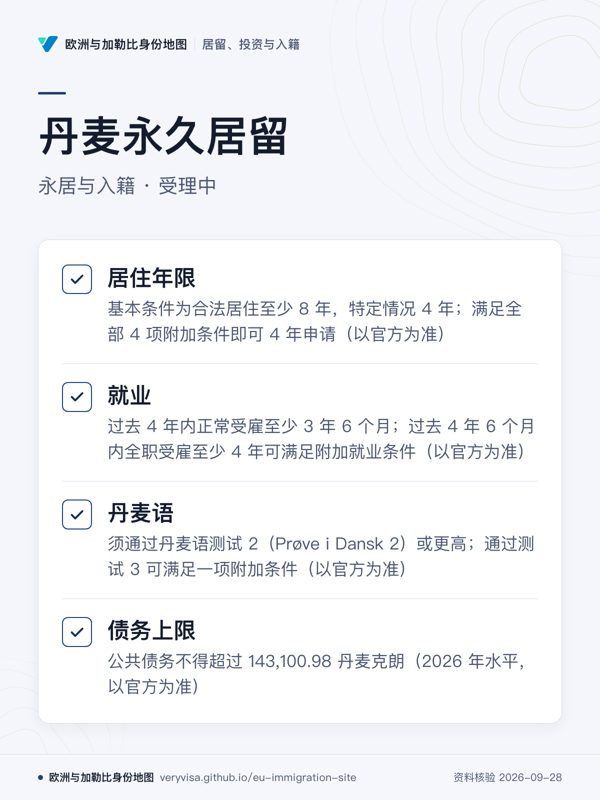 欧洲与加勒比身份地图 居留、投资与入籍
丹麦永久居留
永居与入籍 · 受理中
居住年限
基本条件为合法居住至少 8 年，特定情况 4 年；满足全
部 4 项附加条件即可 4 年申请（以官方为准）
就业
过去 4 年内正常受雇至少 3 年 6 个月；过去 4 年 6 个月
内全职受雇至少 4 年可满足附加就业条件（以官方为准）
丹麦语
须通过丹麦语测试 2（Prøve i Dansk 2）或更高；通过测
试 3 可满足一项附加条件（以官方为准）
债务上限
公共债务不得超过 143,100.98 丹麦克朗（2026 年水平，
以官方为准）
欧洲与加勒比身份地图 veryvisa.github.io/eu-immigration-site 资料核验 2026-09-28